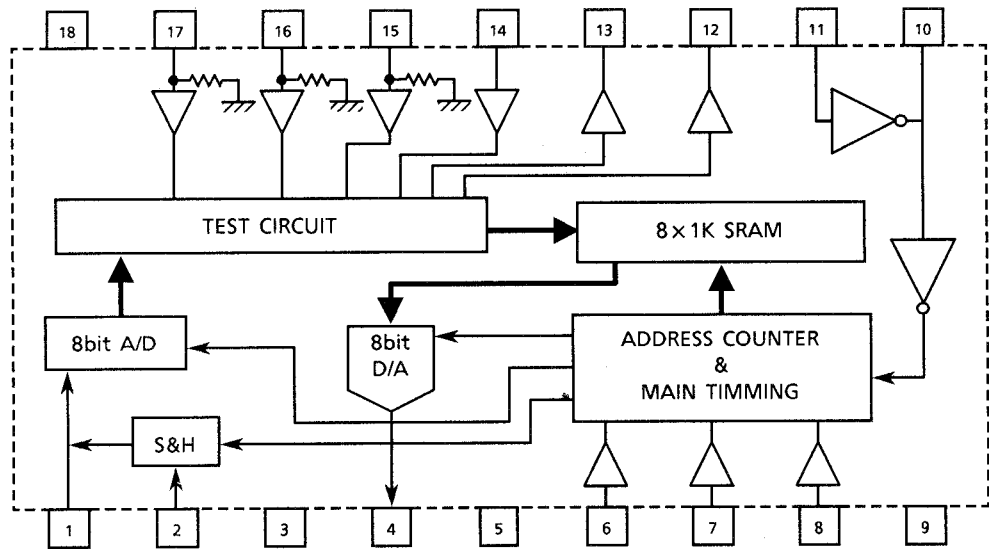 18 17 16 15 14 13 12 11 10
TEST CIRCUIT
8×1K SRAM
8bit A/D
8bit
D/A
ADDRESS COUNTER
&
MAIN TIMMING
S&H
1 2 3 4 5 6 7 8 9